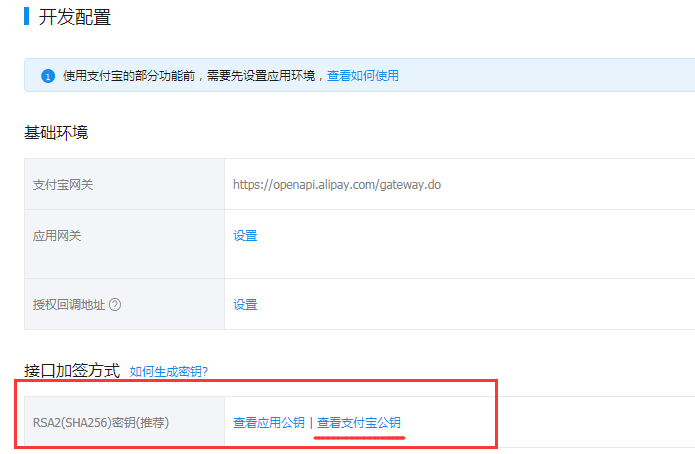 开发配置
使用支付宝的部分功能前，需要先设置应用环境，查看如何使用
基础环境
支付宝网关 https://openapi.alipay.com/gateway.do
应用网关 设置
授权回调地址 设置
接口加签方式 如何生成密钥?
RSA2(SHA256)密钥(推荐) 查看应用公钥 | 查看支付宝公钥